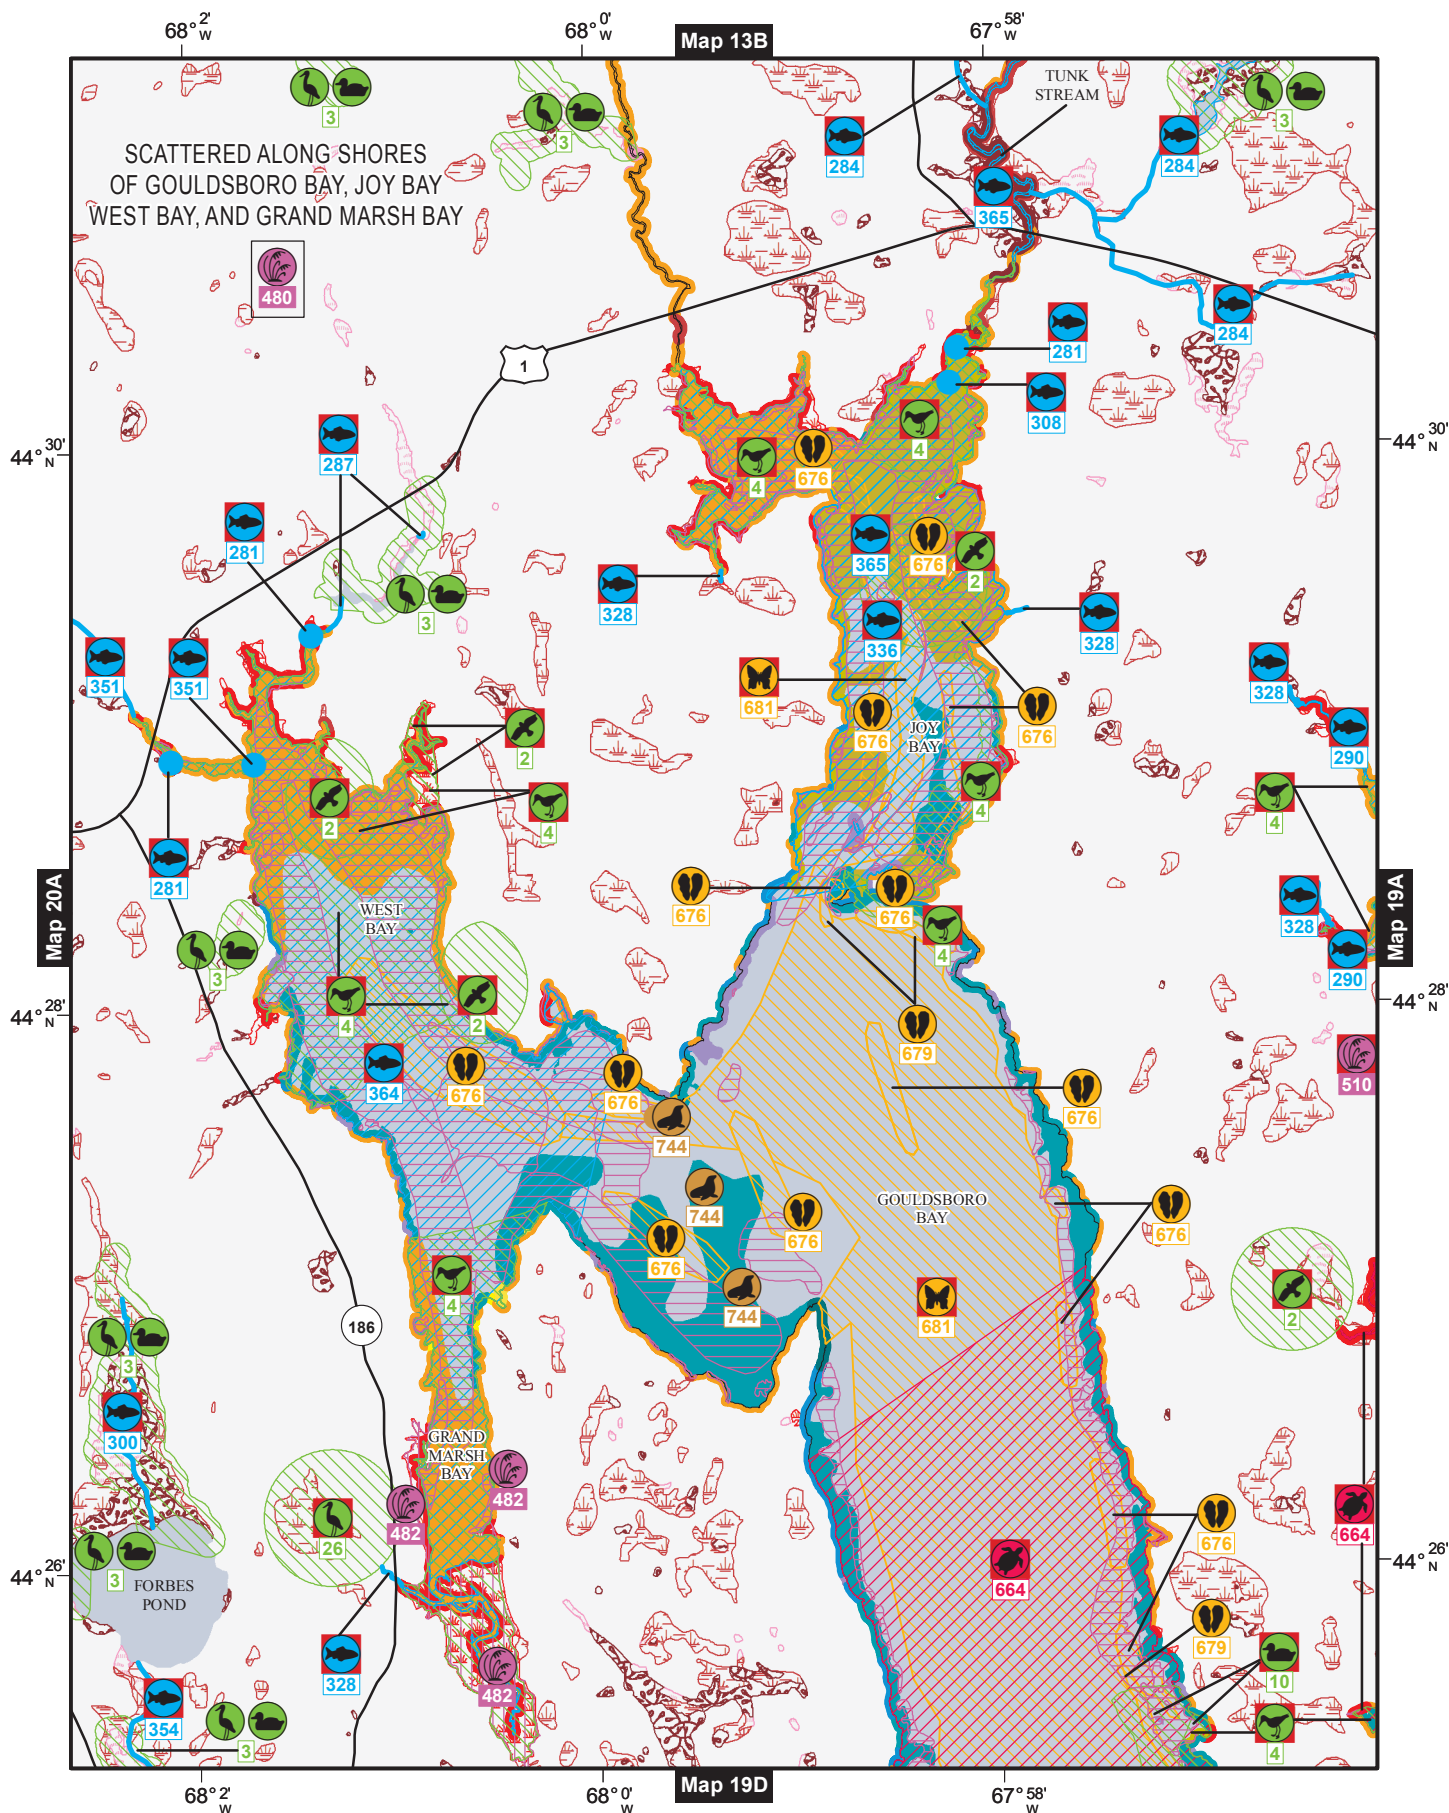 68°2'
W
68°0'
W
Map 13B
67°58'
W
TUNK
STREAM
3
3
3
284
284
SCATTERED ALONG SHORES
OF GOULDSBORO BAY, JOY BAY
WEST BAY, AND GRAND MARSH BAY
365
480
284
281
1
308
44°30'
N
44°30'
N
287
4
4
676
281
365
676
2
328
3
336
328
351
351
681
328
676
JOY
BAY
676
290
2
2
4
4
4
281
676
676
328
Map 20A
Map 19A
WEST
BAY
3
4
290
44°28'
N
44°28'
N
4
2
679
510
364
676
676
676
744
744
GOULDSBORO
BAY
676
676
676
4
744
681
2
186
3
300
GRAND
MARSH
BAY
482
482
26
664
676
664
44°26'
N
44°26'
N
3
FORBES
POND
679
328
482
10
354
3
4
68°2'
W
68°0'
W
Map 19D
67°58'
W